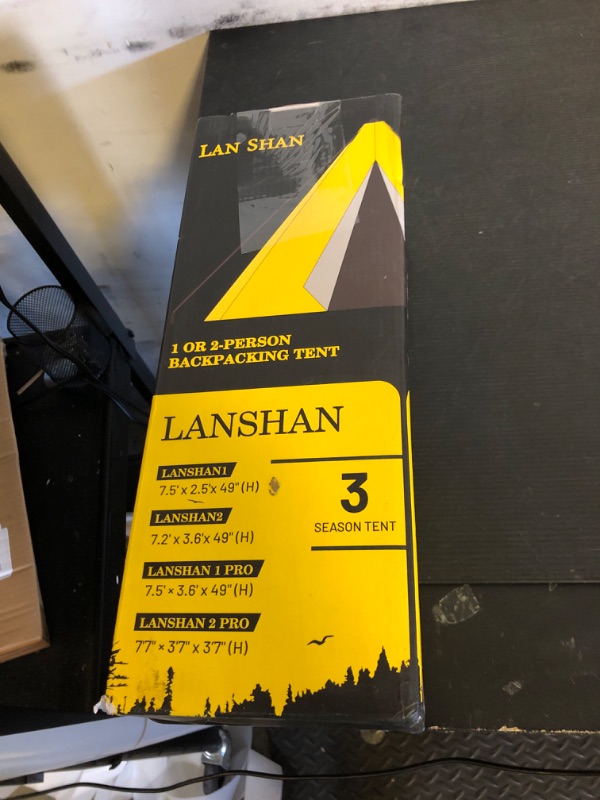 LAN SHAN
1 OR 2-PERSON
BACKPACKING TENT
LANSHAN
LANSHAN1
7.5' x 2.5'x 49"(H)
LANSHAN2
7.2' x 3.6'x 49"(H)
LANSHAN 1 PRO
7.5' × 3.6' x 49"(H)
LANSHAN 2 PRO
7'7" × 3'7" x 3'7"(H)
3
SEASON TENT